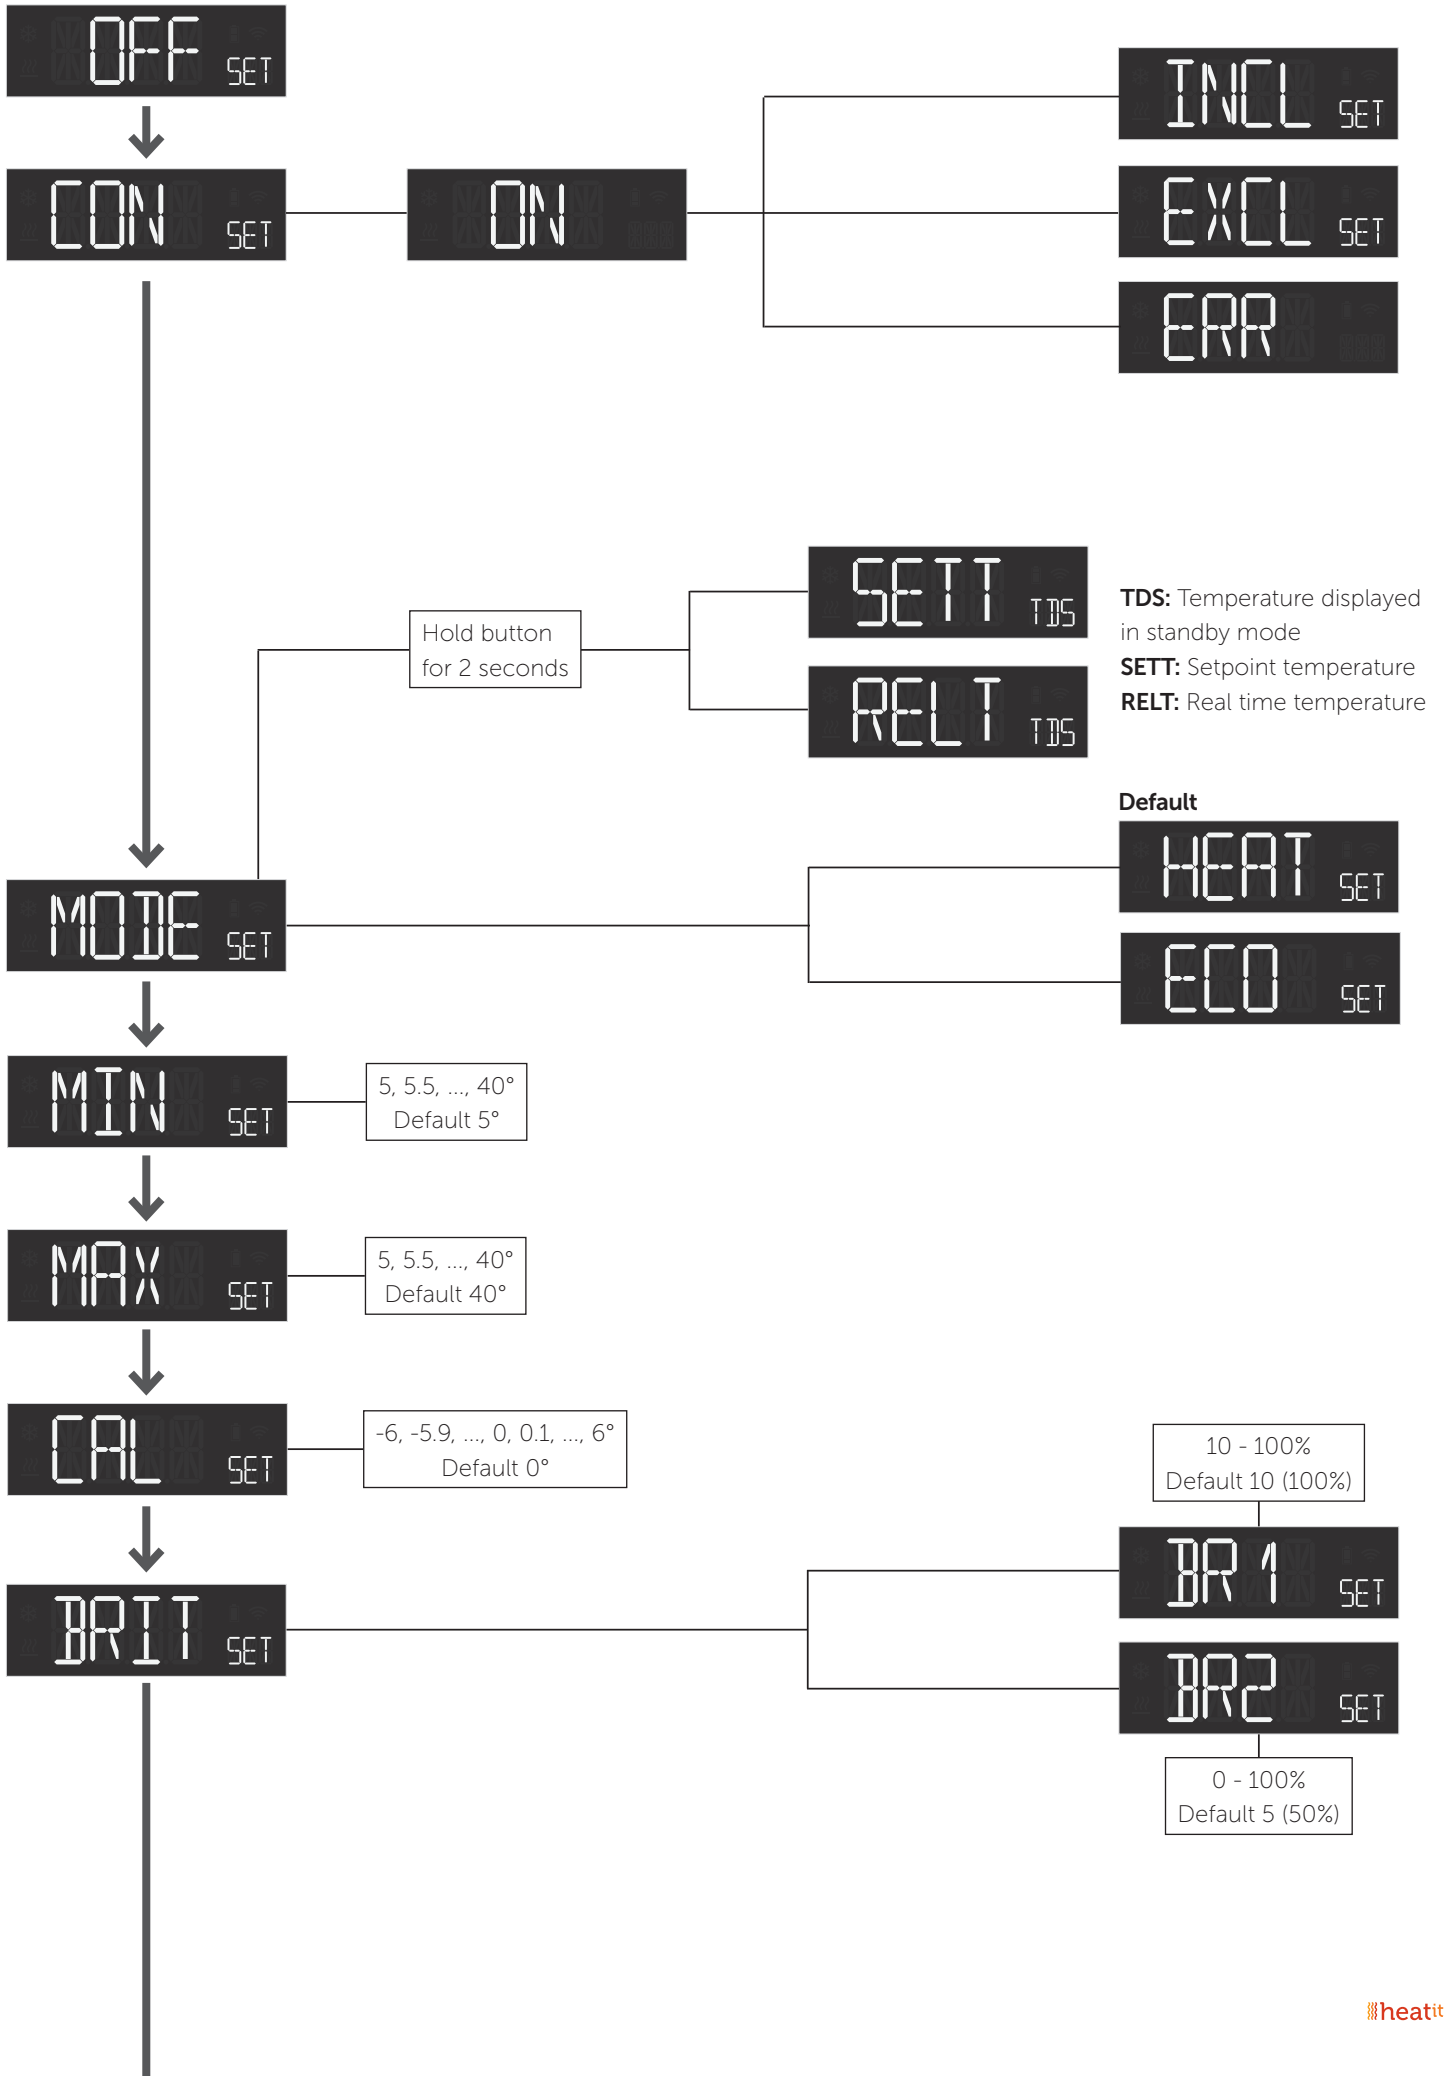 OFF SET
INCL SET
CON SET
ON
EXCL SET
ERR
SETT TDS
Hold button
for 2 seconds
RELT TDS
TDS: Temperature displayed
in standby mode
SETT: Setpoint temperature
RELT: Real time temperature
Default
HEAT SET
MODE SET
ECO SET
MIN SET
5, 5.5, ..., 40°
Default 5°
MAX SET
5, 5.5, ..., 40°
Default 40°
CAL SET
-6, -5.9, ..., 0, 0.1, ..., 6°
Default 0°
10 - 100%
Default 10 (100%)
BR1 SET
BRIT SET
BR2 SET
0 - 100%
Default 5 (50%)
heatit